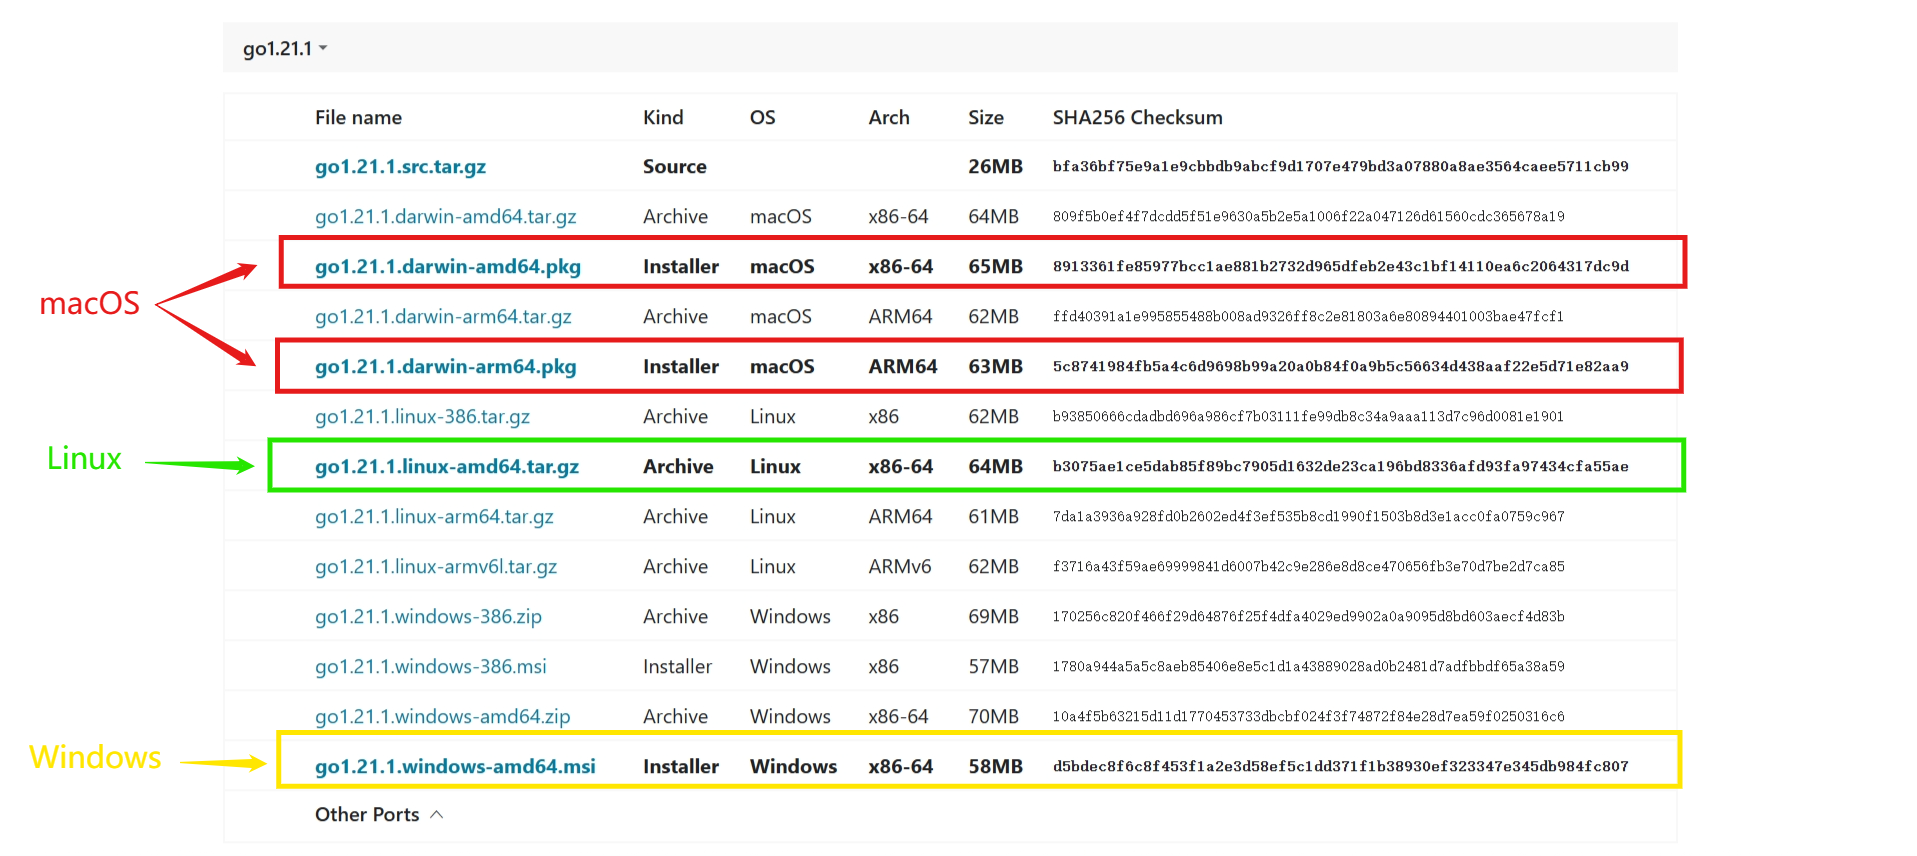 go1.21.1
File name Kind OS Arch Size SHA256 Checksum
go1.21.1.src.tar.gz Source 26MB bfa36bf75e9a1e9cbbdb9abcf9d1707e479bd3a07880a8ae3564caee5711cb99
go1.21.1.darwin-amd64.tar.gz Archive macOS x86-64 64MB 809f5b0ef4f7dcdd5f51e9630a5b2e5a1006f22a047126d61560cdc365678a19
go1.21.1.darwin-amd64.pkg Installer macOS x86-64 65MB 8913361fe85977bcc1ae881b2732d965dfeb2e43c1bf14110ea6c2064317dc9d
macOS
go1.21.1.darwin-arm64.tar.gz Archive macOS ARM64 62MB ffd40391a1e995855488b008ad9326ff8c2e81803a6e80894401003bae47fcf1
go1.21.1.darwin-arm64.pkg Installer macOS ARM64 63MB 5c8741984fb5a4c6d9698b99a20a0b84f0a9b5c56634d438aaf22e5d71e82aa9
go1.21.1.linux-386.tar.gz Archive Linux x86 62MB b93850666cdadbd696a986cf7b03111fe99db8c34a9aaa113d7c96d0081e1901
Linux
go1.21.1.linux-amd64.tar.gz Archive Linux x86-64 64MB b3075ae1ce5dab85f89bc7905d1632de23ca196bd8336afd93fa97434cfa55ae
go1.21.1.linux-arm64.tar.gz Archive Linux ARM64 61MB 7da1a3936a928fd0b2602ed4f3ef535b8cd1990f1503b8d3e1acc0fa0759c967
go1.21.1.linux-armv6l.tar.gz Archive Linux ARMv6 62MB f3716a43f59ae69999841d6007b42c9e286e8d8ce470656fb3e70d7be2d7ca85
go1.21.1.windows-386.zip Archive Windows x86 69MB 170256c820f466f29d64876f25f4dfa4029ed9902a0a9095d8bd603aecf4d83b
go1.21.1.windows-386.msi Installer Windows x86 57MB 1780a944a5a5c8aeb85406e8e5c1d1a43889028ad0b2481d7adfbbdf65a38a59
go1.21.1.windows-amd64.zip Archive Windows x86-64 70MB 10a4f5b63215d11d1770453733dbcbf024f3f74872f84e28d7ea59f0250316c6
Windows
go1.21.1.windows-amd64.msi Installer Windows x86-64 58MB d5bdec8f6c8f453f1a2e3d58ef5c1dd371f1b38930ef323347e345db984fc807
Other Ports